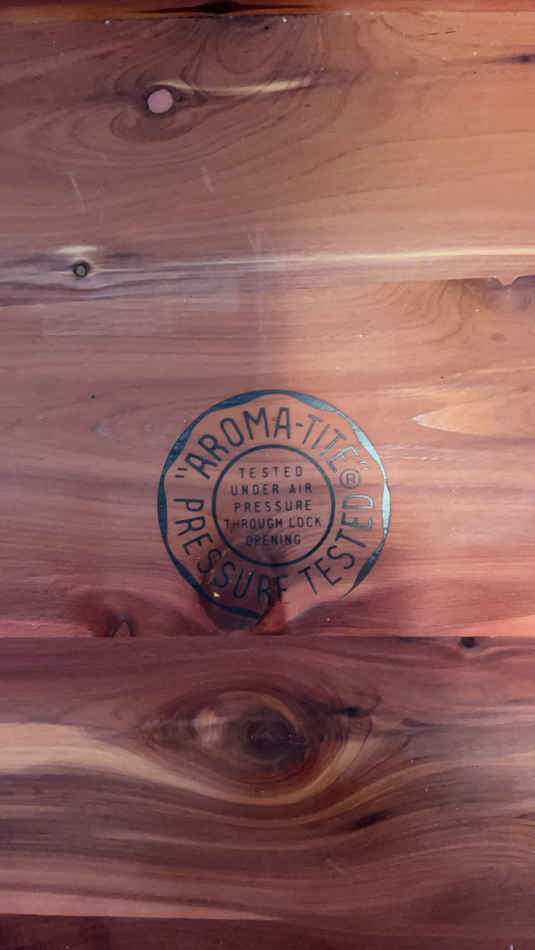 "AROMA-TITE"®
TESTED
UNDER AIR
PRESSURE
THROUGH LOCK
OPENING
PRESSURE TESTED